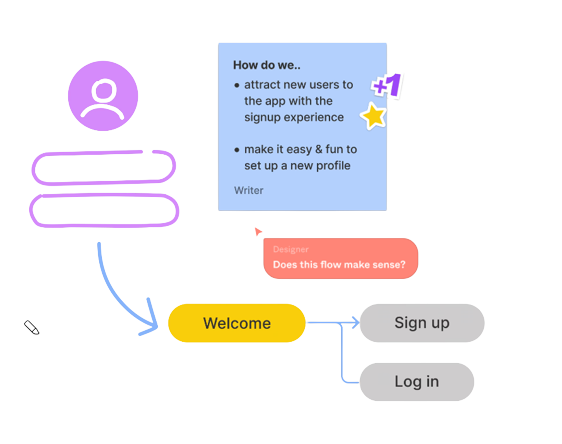 How do we..
• attract new users to
the app with the
signup experience
• make it easy & fun to
set up a new profile
Writer
+1
Designer
Does this flow make sense?
Welcome
Sign up
Log in